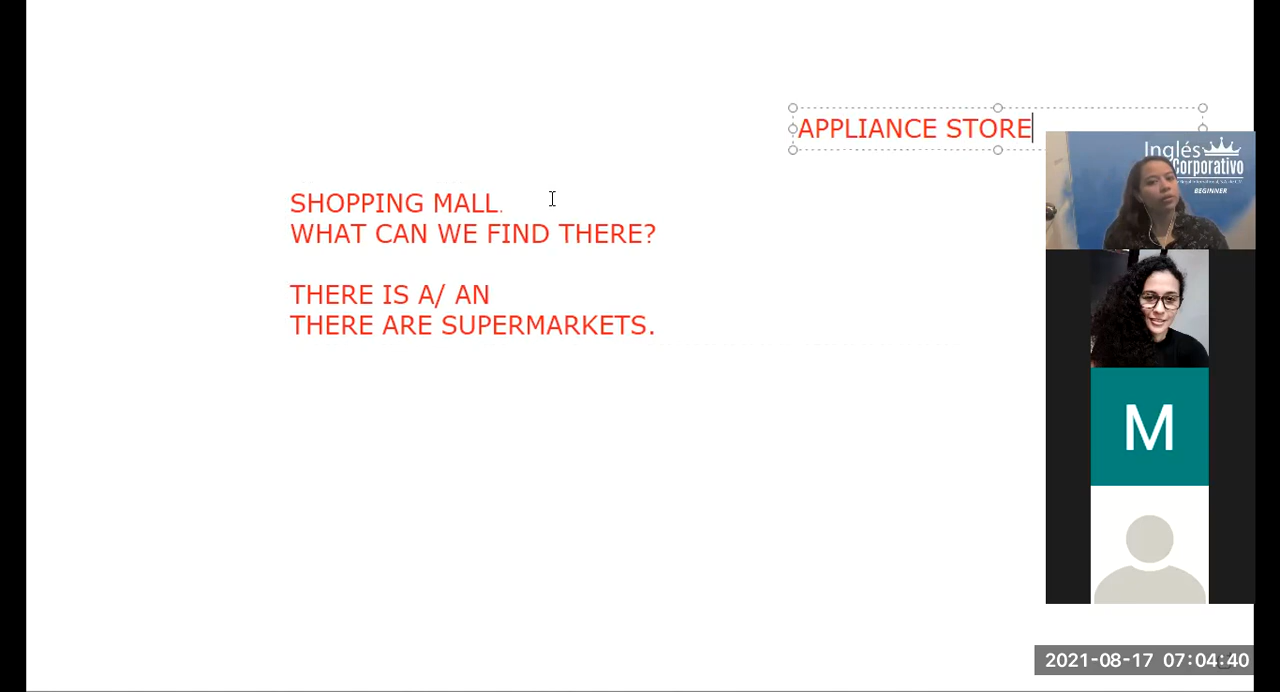 APPLIANCE STORE
Inglés
Corporativo
BEGINNER
SHOPPING MALL.
WHAT CAN WE FIND THERE?
THERE IS A/ AN
THERE ARE SUPERMARKETS.
M
2021-08-17 07:04:40